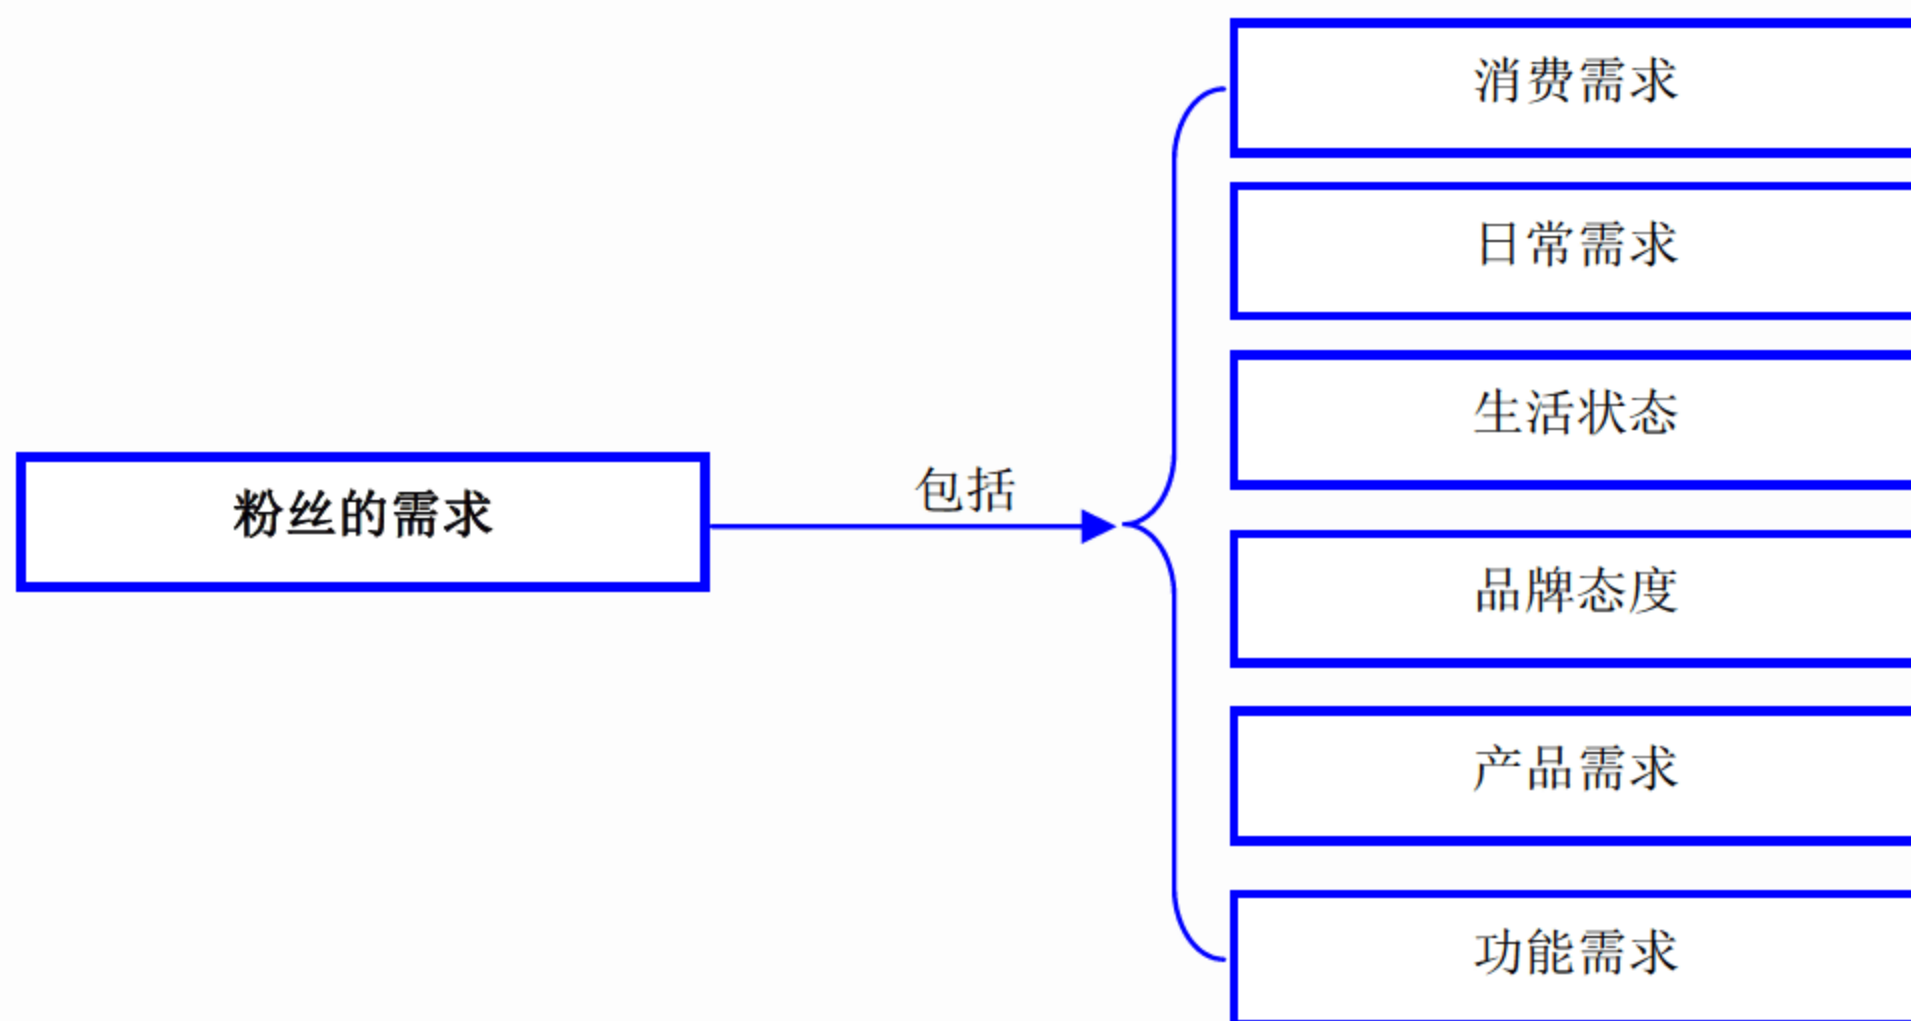 消费需求
日常需求
生活状态
粉丝的需求
包括
品牌态度
产品需求
功能需求